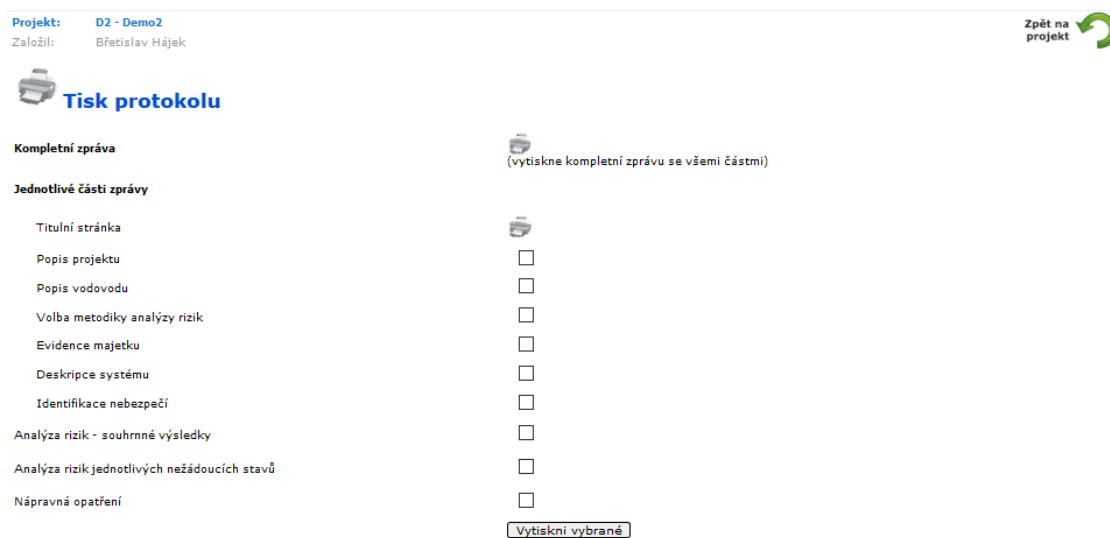 Projekt: D2 - Demo2
Založil: Břetislav Hájek
Zpět na
projekt
Tisk protokolu
Kompletní zpráva
(vytiskne kompletní zprávu se všemi částmi)
Jednotlivé části zprávy
Titulní stránka
Popis projektu
Popis vodovodu
Volba metodiky analýzy rizik
Evidence majetku
Deskripce systému
Identifikace nebezpečí
Analýza rizik - souhrnné výsledky
Analýza rizik jednotlivých nežádoucích stavů
Nápravná opatření
Vytiskni vybrané